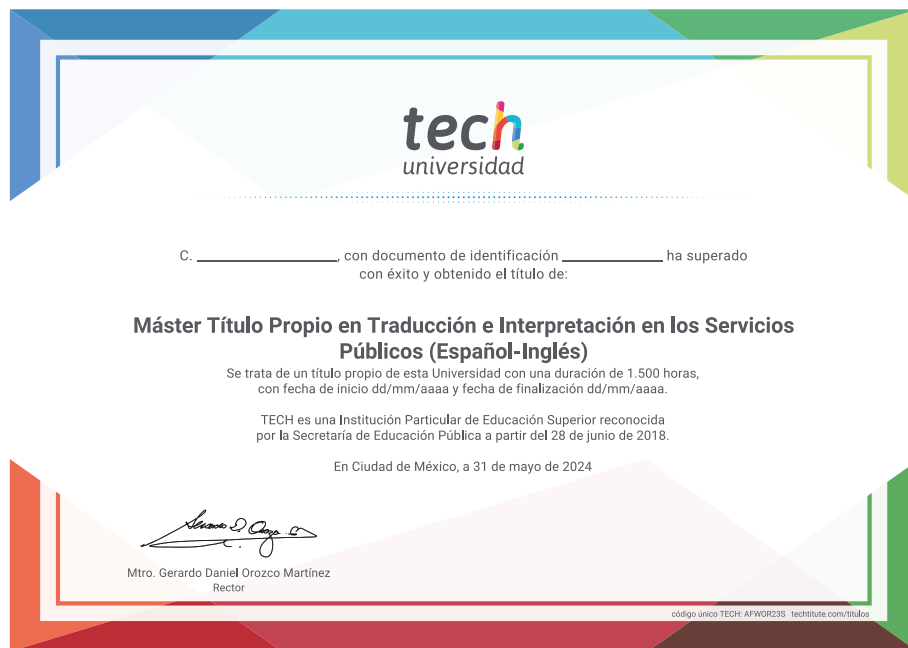 tech
universidad
C. ____________________, con documento de identificación ______________ ha superado
con éxito y obtenido el título de:
Máster Título Propio en Traducción e Interpretación en los Servicios
Públicos (Español-Inglés)
Se trata de un título propio de esta Universidad con una duración de 1.500 horas,
con fecha de inicio dd/mm/aaaa y fecha de finalización dd/mm/aaaa.
TECH es una Institución Particular de Educación Superior reconocida
por la Secretaría de Educación Pública a partir del 28 de junio de 2018.
En Ciudad de México, a 31 de mayo de 2024
Mtro. Gerardo Daniel Orozco Martínez
Rector
código único TECH: AFWOR23S techtitute.com/titulos